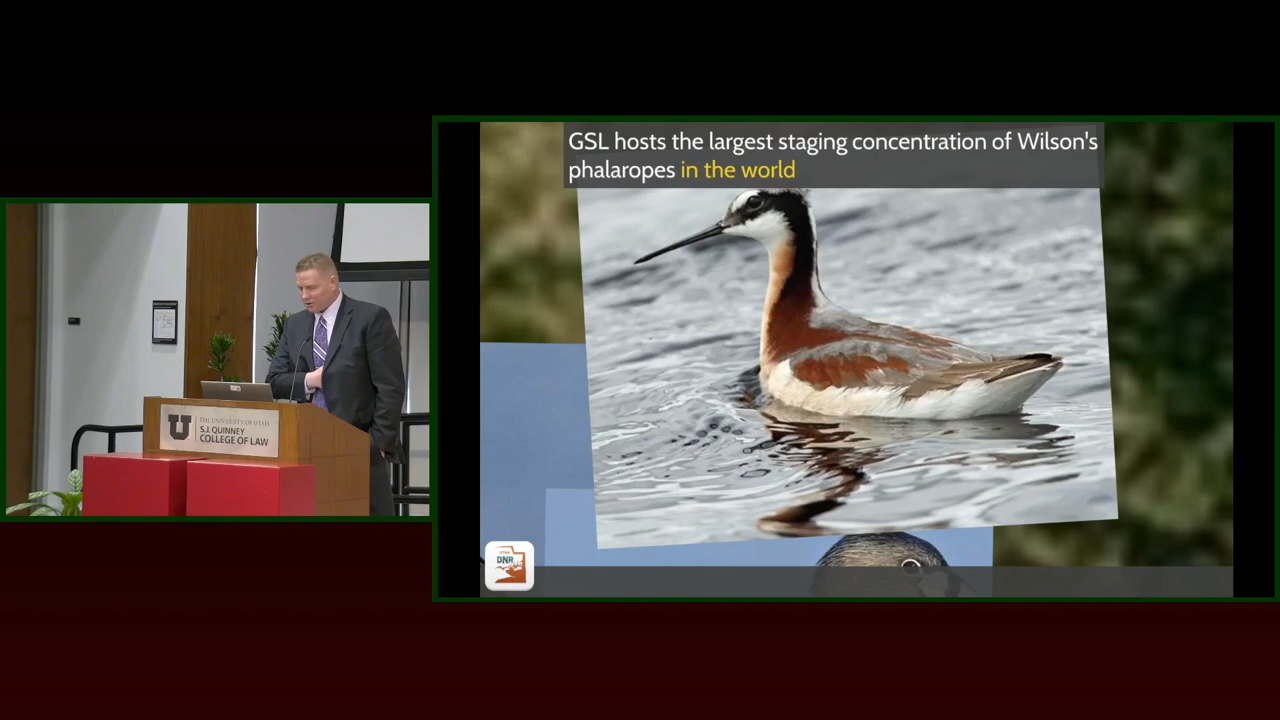 GSL hosts the largest staging concentration of Wilson's
phalaropes in the world
U
THE UNIVERSITY OF UTAH
S.J. QUINNEY
COLLEGE OF LAW
UTAH
DNR